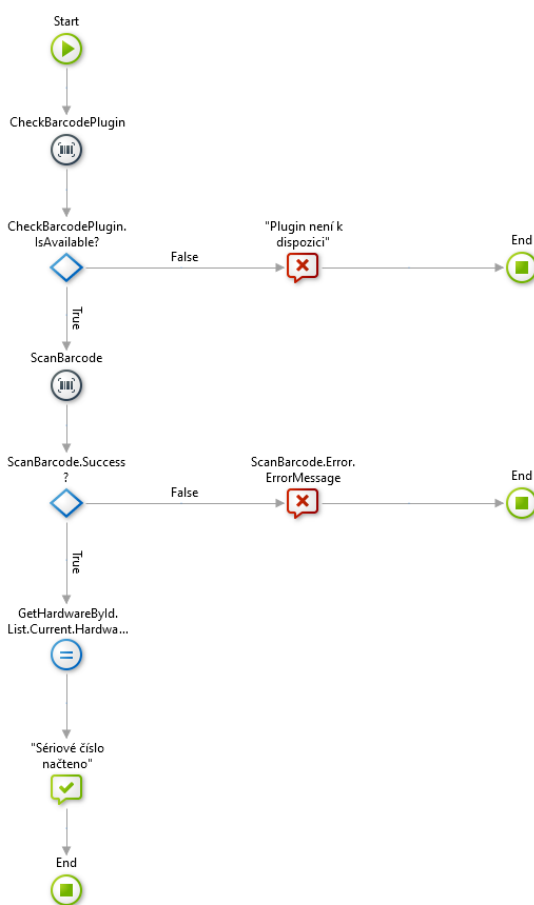 Start
CheckBarcodePlugin
CheckBarcodePlugin.
IsAvailable?
False
"Plugin není k
dispozici"
End
True
ScanBarcode
ScanBarcode.Success
?
False
ScanBarcode.Error.
ErrorMessage
End
True
GetHardwareById.
List.Current.Hardwa...
"Sériové číslo
načteno"
End